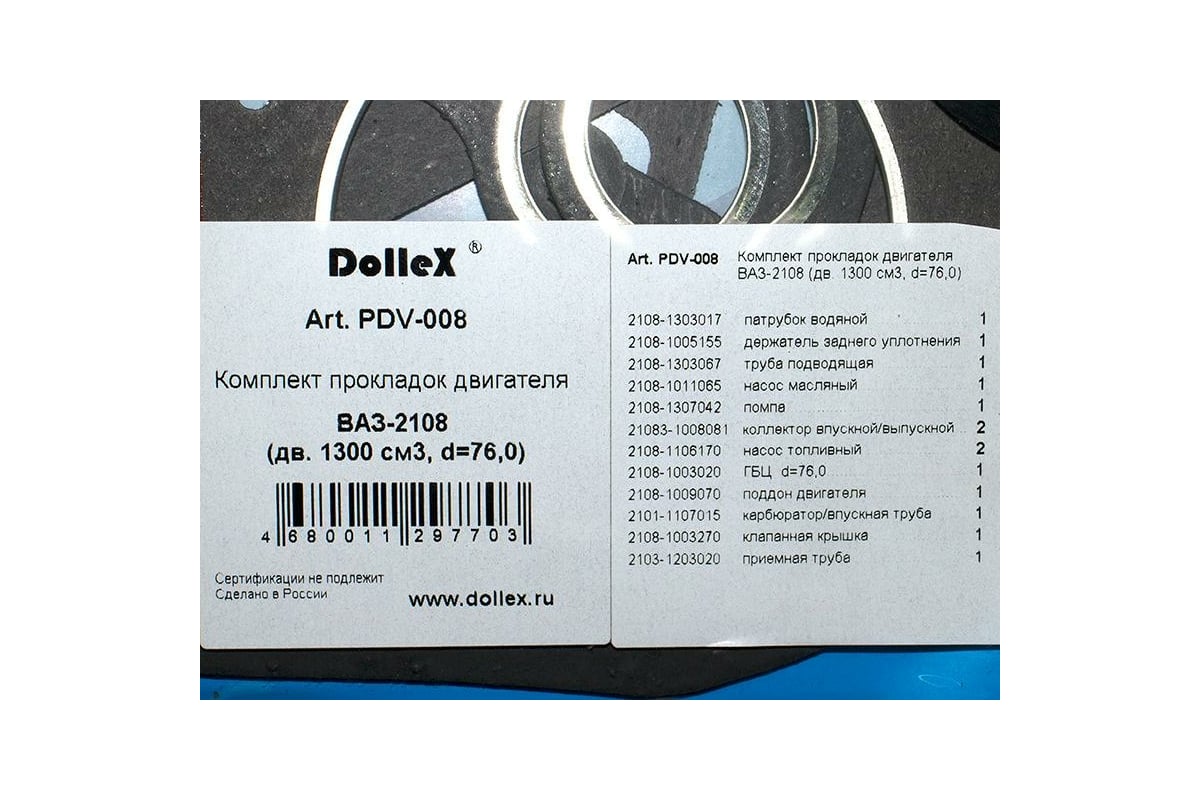 DolleX ®
Art. PDV-008
Комплект прокладок двигателя
ВАЗ-2108
(дв. 1300 см3, d=76,0)
4 680011 297703
Сертификации не подлежит
Сделано в России
www.dollex.ru
Art. PDV-008 Комплект прокладок двигателя
ВАЗ-2108 (дв. 1300 см3, d=76,0)
2108-1303017 патрубок водяной 1
2108-1005155 держатель заднего уплотнения 1
2108-1303067 труба подводящая 1
2108-1011065 насос масляный 1
2108-1307042 помпа 1
21083-1008081 коллектор впускной/выпускной 2
2108-1106170 насос топливный 2
2108-1003020 ГБЦ d=76,0 1
2108-1009070 поддон двигателя 1
2101-1107015 карбюратор/впускная труба 1
2108-1003270 клапанная крышка 1
2103-1203020 приемная труба 1